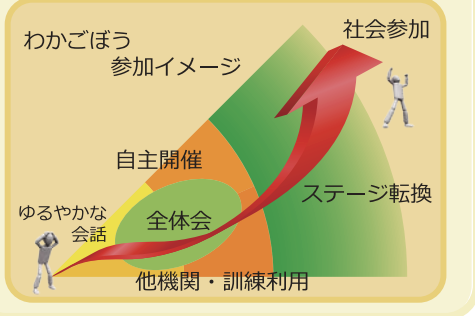 わかごぼう
参加イメージ
社会参加
自主開催
ステージ転換
ゆるやかな
会話
全体会
他機関・訓練利用